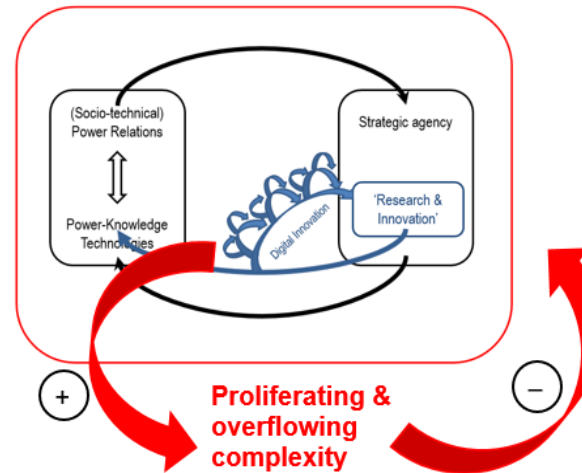 (Socio-technical)
Power Relations
Power-Knowledge
Technologies
Strategic agency
'Research &
Innovation'
Digital Innovation
+
Proliferating &
overflowing
complexity
–